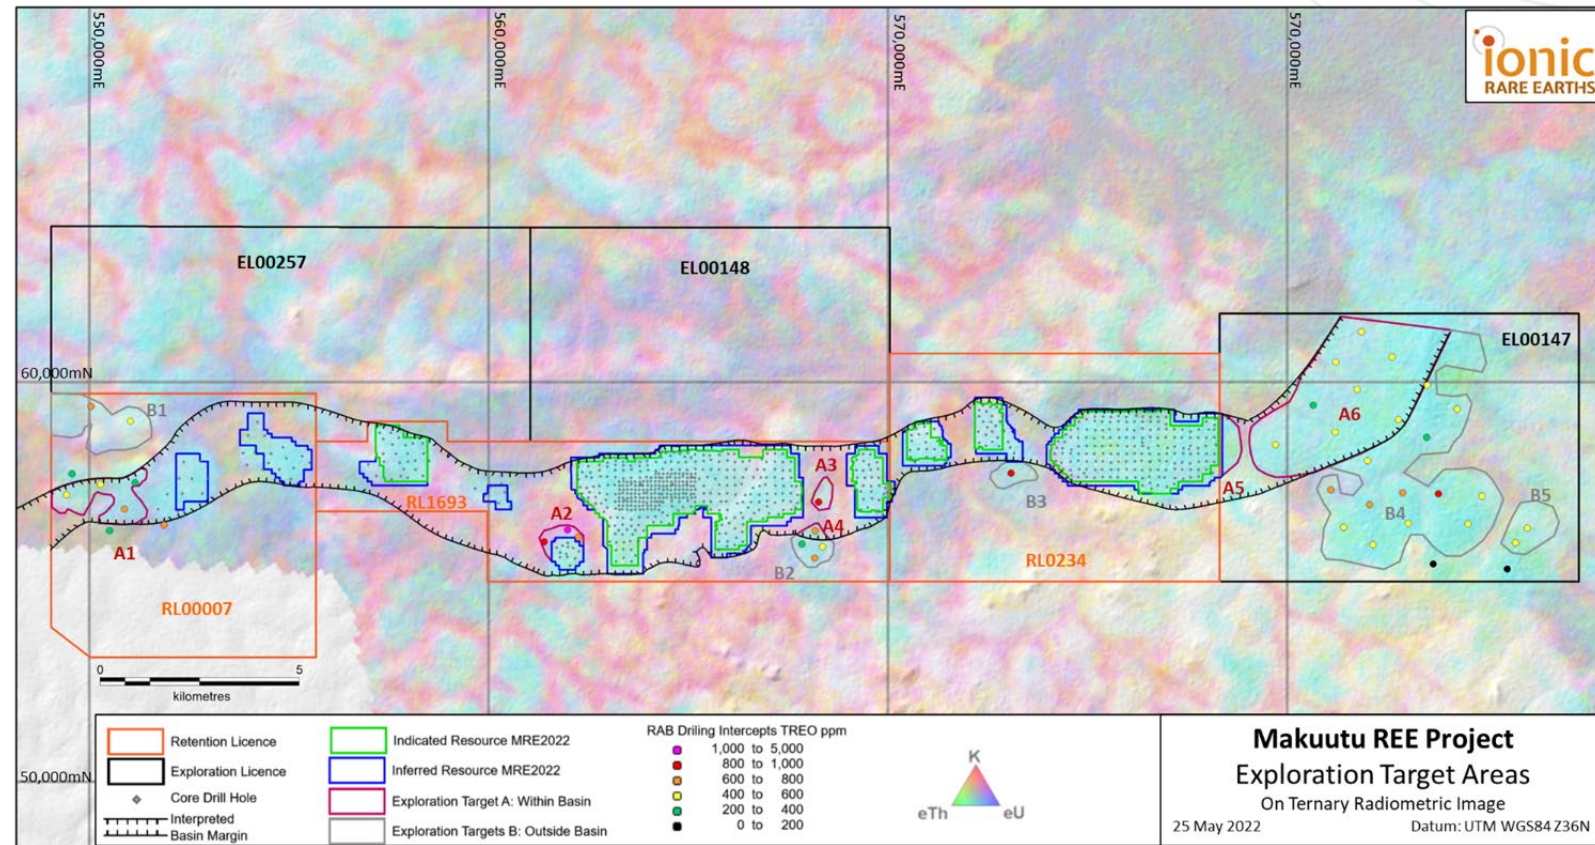 550,000mE
560,000mE
570,000mE
570,000mE
ionic
RARE EARTHS
EL00257
EL00148
EL00147
60,000mN
B1
A1
RL00007
RL1693
A2
A3
A4
B2
B3
RL0234
A5
A6
B4
B5
0 5
kilometres
50,000mN
Retention Licence
Exploration Licence
Core Drill Hole
Interpreted
Basin Margin
Indicated Resource MRE2022
Inferred Resource MRE2022
Exploration Target A: Within Basin
Exploration Targets B: Outside Basin
RAB Driling Intercepts TREO ppm
1,000 to 5,000
800 to 1,000
600 to 800
400 to 600
200 to 400
0 to 200
K
eTh eU
Makuutu REE Project
Exploration Target Areas
On Ternary Radiometric Image
25 May 2022 Datum: UTM WGS84 Z36N